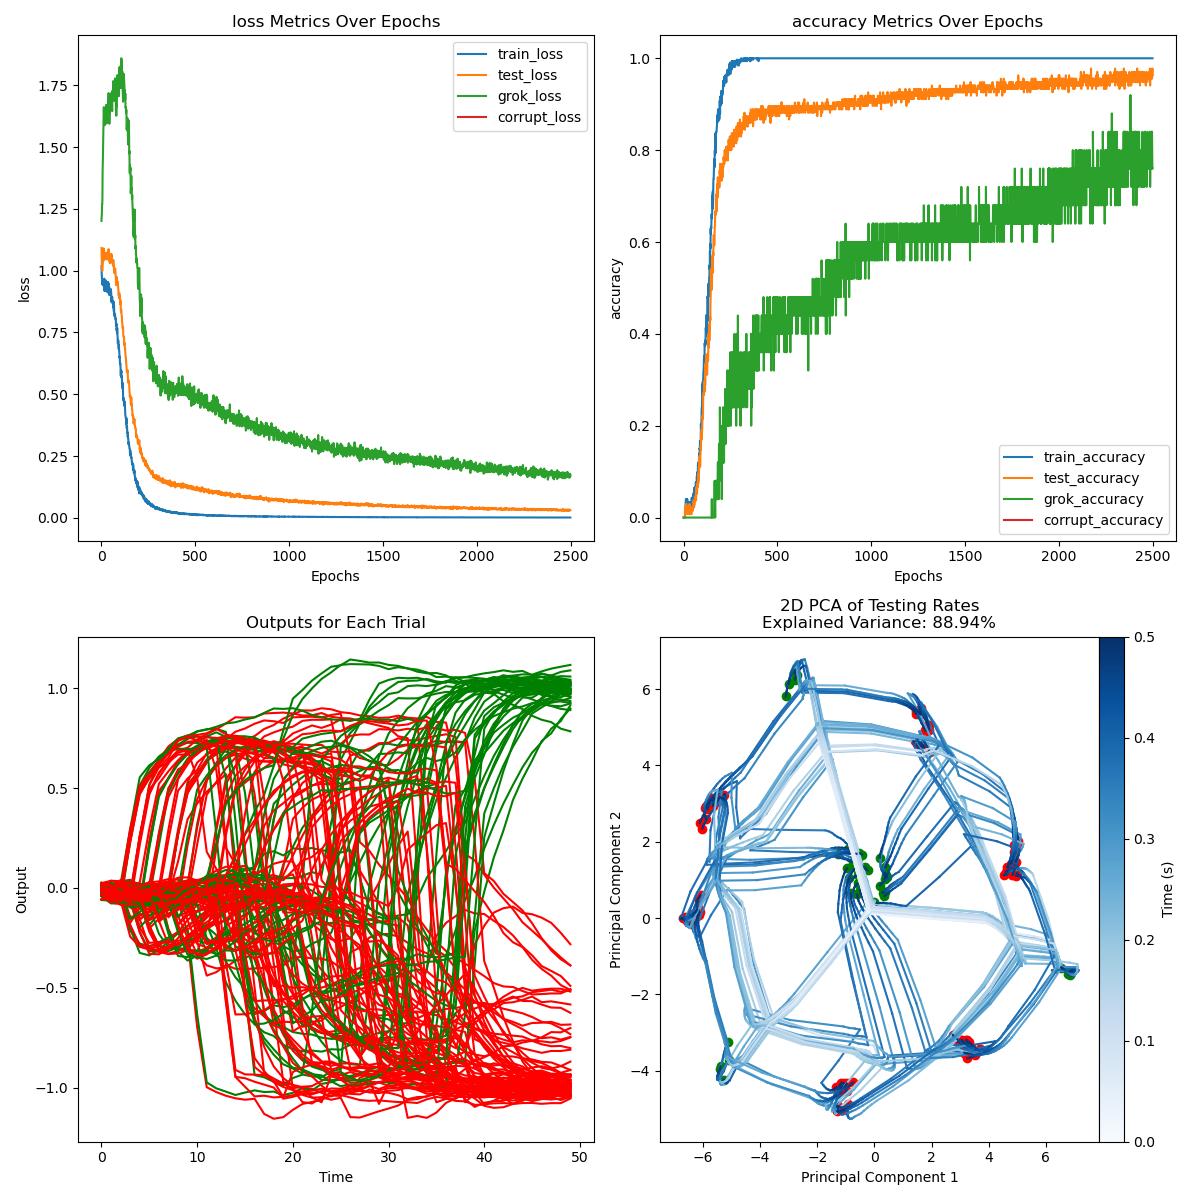 loss Metrics Over Epochs
loss
1.75
1.50
1.25
1.00
0.75
0.50
0.25
0.00
0 500 1000 1500 2000 2500
Epochs
train_loss
test_loss
grok_loss
corrupt_loss
accuracy Metrics Over Epochs
accuracy
1.0
0.8
0.6
0.4
0.2
0.0
0 500 1000 1500 2000 2500
Epochs
train_accuracy
test_accuracy
grok_accuracy
corrupt_accuracy
Outputs for Each Trial
Output
1.0
0.5
0.0
−0.5
−1.0
0 10 20 30 40 50
Time
2D PCA of Testing Rates
Explained Variance: 88.94%
Principal Component 2
6
4
2
0
−2
−4
−6 −4 −2 0 2 4 6
Principal Component 1
0.5
0.4
0.3
0.2
0.1
0.0
Time (s)